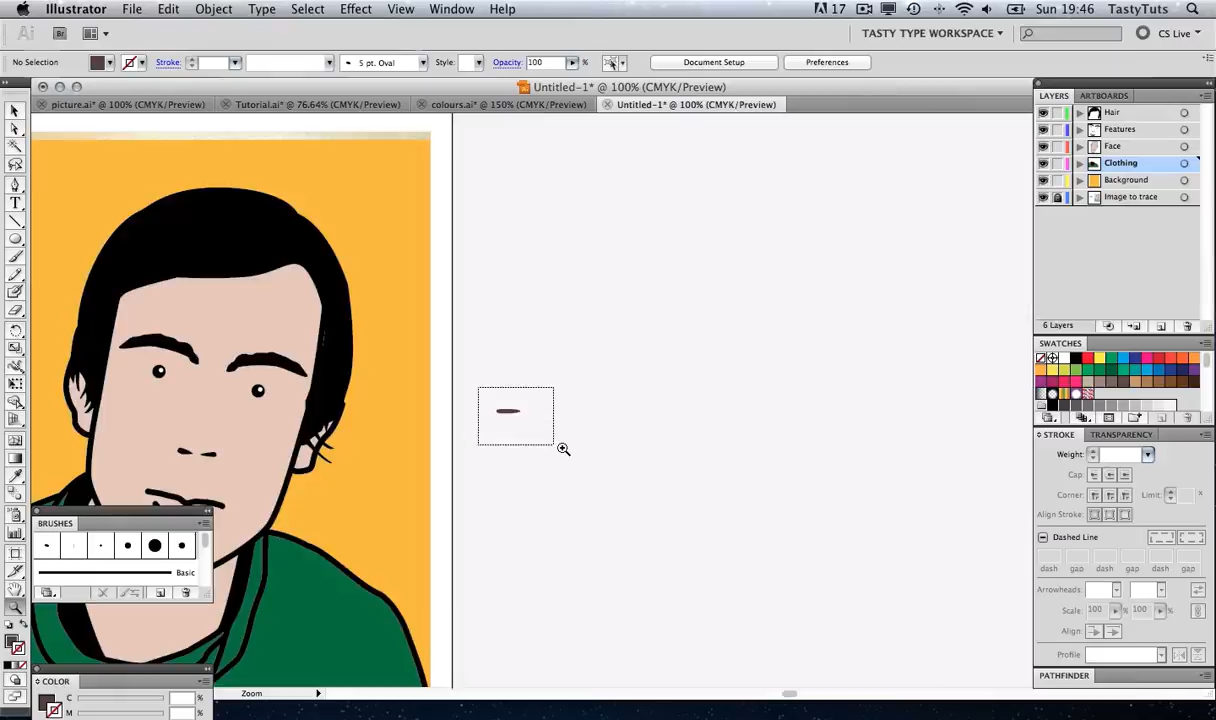 Illustrator File Edit Object Type Select Effect View Window Help 17 Sun 19:46 TastyTuts
Ai Br TASTY TYPE WORKSPACE CS Live
No Selection Stroke: 5 pt. Oval Style: Opacity: 100 % Document Setup Preferences
Untitled-1* @ 100% (CMYK/Preview)
picture.ai* @ 100% (CMYK/Preview) Tutorial.ai* @ 76.64% (CMYK/Preview) colours.ai* @ 150% (CMYK/Preview) Untitled-1* @ 100% (CMYK/Preview)
LAYERS ARTBOARDS
Hair
Features
Face
Clothing
Background
Image to trace
6 Layers
SWATCHES
STROKE TRANSPARENCY
Weight:
Cap:
Corner: Limit: x
Align Stroke:
Dashed Line
dash gap dash gap dash gap
Arrowheads:
Scale: 100 % 100 %
Align:
Profile
PATHFINDER
BRUSHES
Basic
COLOR
C %
M %
Zoom